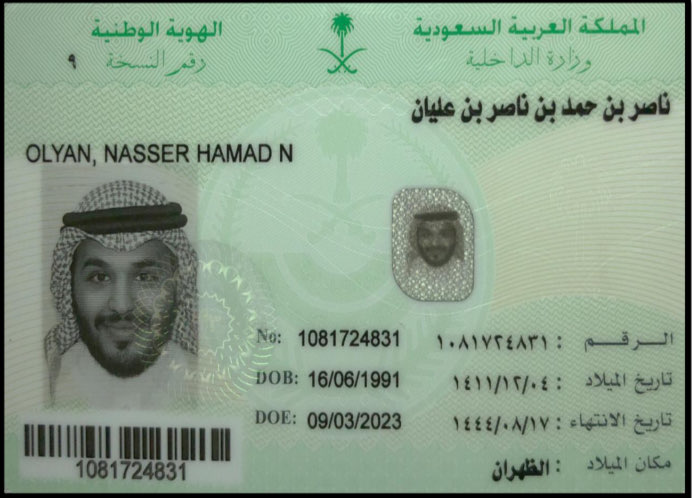 المملكة العربية السعودية
وزارة الداخلية
الهوية الوطنية
رقم النسخة ٩
ناصر بن حمد بن ناصر بن عليان
OLYAN, NASSER HAMAD N
No: 1081724831 الرقم : ١٠٨١٧٢٤٨٣١
DOB: 16/06/1991 تاريخ الميلاد : ١٤١١/١٢/٠٤
DOE: 09/03/2023 تاريخ الانتهاء : ١٤٤٤/٠٨/١٧
مكان الميلاد : الظهران
1081724831